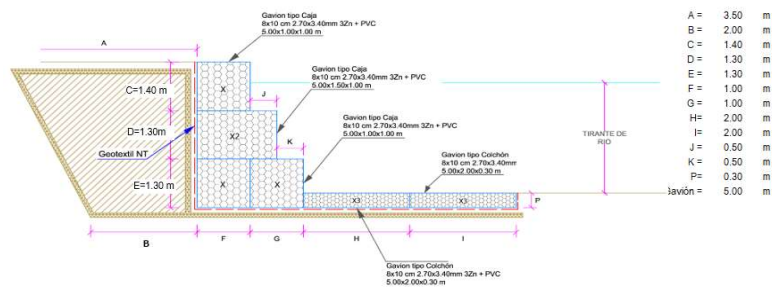 Gavion tipo Caja
8x10 cm 2.70x3.40mm 3Zn + PVC
5.00x1.00x1.00 m
A
Gavion tipo Caja
8x10 cm 2.70x3.40mm 3Zn + PVC
5.00x1.50x1.00 m
C=1.40 m
X
J
Gavion tipo Caja
8x10 cm 2.70x3.40mm 3Zn + PVC
5.00x1.00x1.00 m
D=1.30m
X2
K
TIRANTE DE
RIO
Geotextil NT
Gavion tipo Colchón
8x10 cm 2.70x3.40mm
5.00x2.00x0.30 m
E=1.30 m
X
X
X3
X3
P
B
F
G
H
I
Gavion tipo Colchón
8x10 cm 2.70x3.40mm 3Zn + PVC
5.00x2.00x0.30 m
A = 3.50 m
B = 2.00 m
C = 1.40 m
D = 1.30 m
E = 1.30 m
F = 1.00 m
G = 1.00 m
H= 2.00 m
I= 2.00 m
J = 0.50 m
K = 0.50 m
P= 0.30 m
avión = 5.00 m